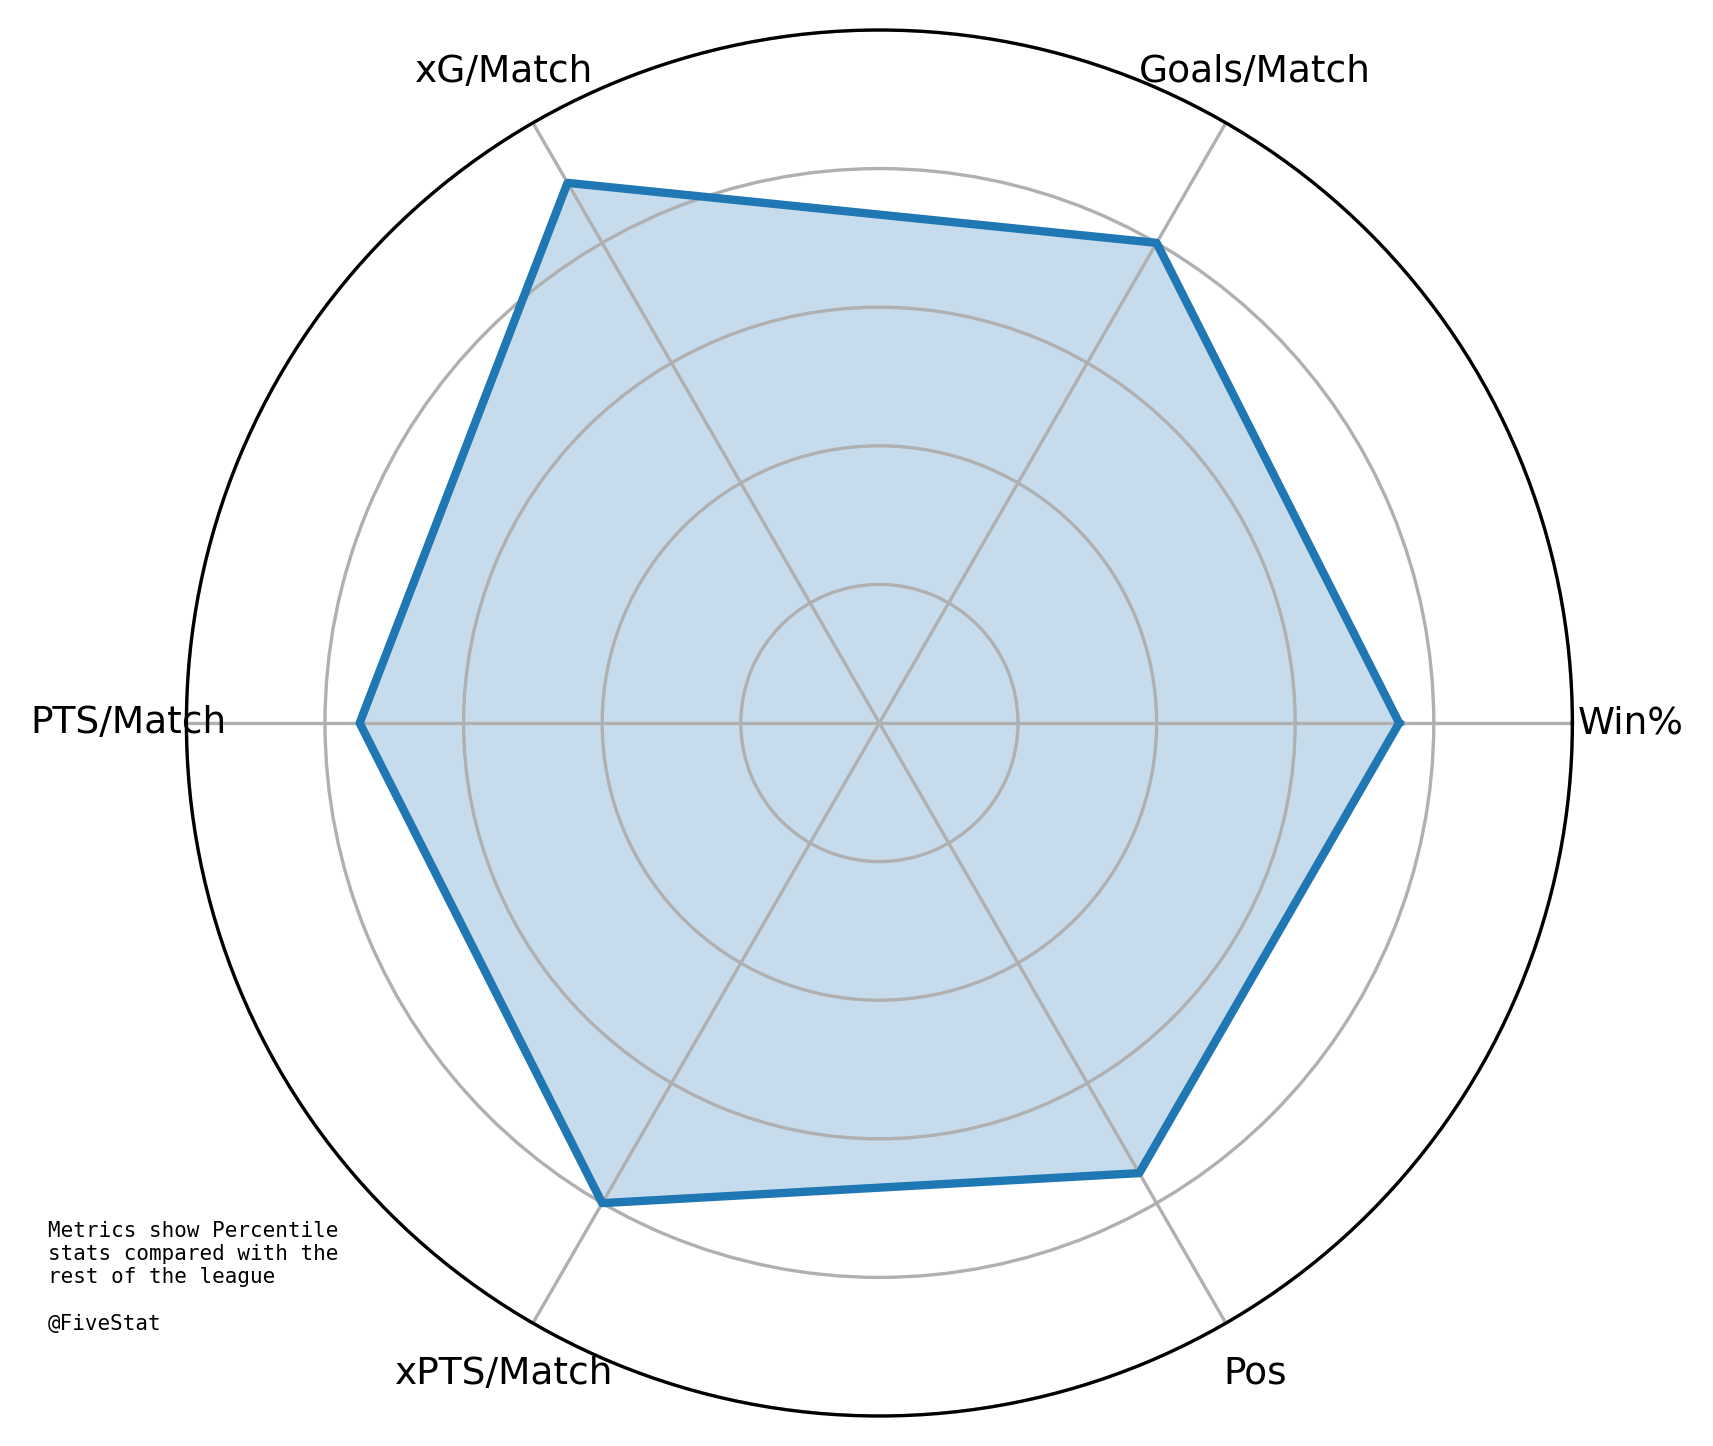 xG/Match
Goals/Match
PTS/Match
Win%
Metrics show Percentile
stats compared with the
rest of the league
@FiveStat
xPTS/Match
Pos